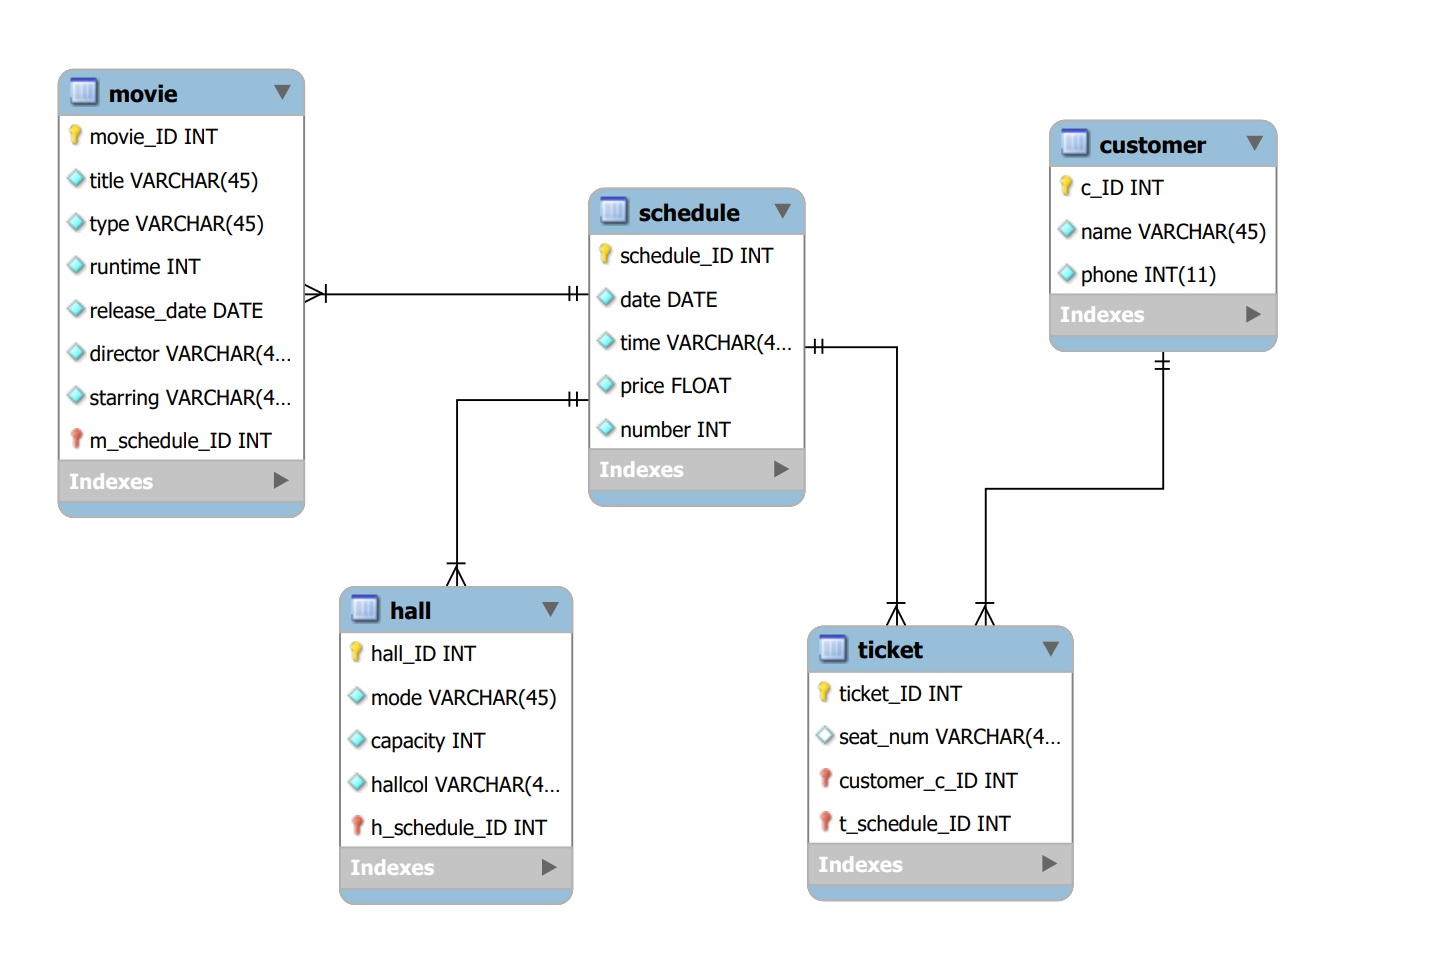 movie
movie_ID INT
title VARCHAR(45)
type VARCHAR(45)
runtime INT
release_date DATE
director VARCHAR(4...
starring VARCHAR(4...
m_schedule_ID INT
Indexes
schedule
schedule_ID INT
date DATE
time VARCHAR(4...
price FLOAT
number INT
Indexes
customer
c_ID INT
name VARCHAR(45)
phone INT(11)
Indexes
hall
hall_ID INT
mode VARCHAR(45)
capacity INT
hallcol VARCHAR(4...
h_schedule_ID INT
Indexes
ticket
ticket_ID INT
seat_num VARCHAR(4...
customer_c_ID INT
t_schedule_ID INT
Indexes